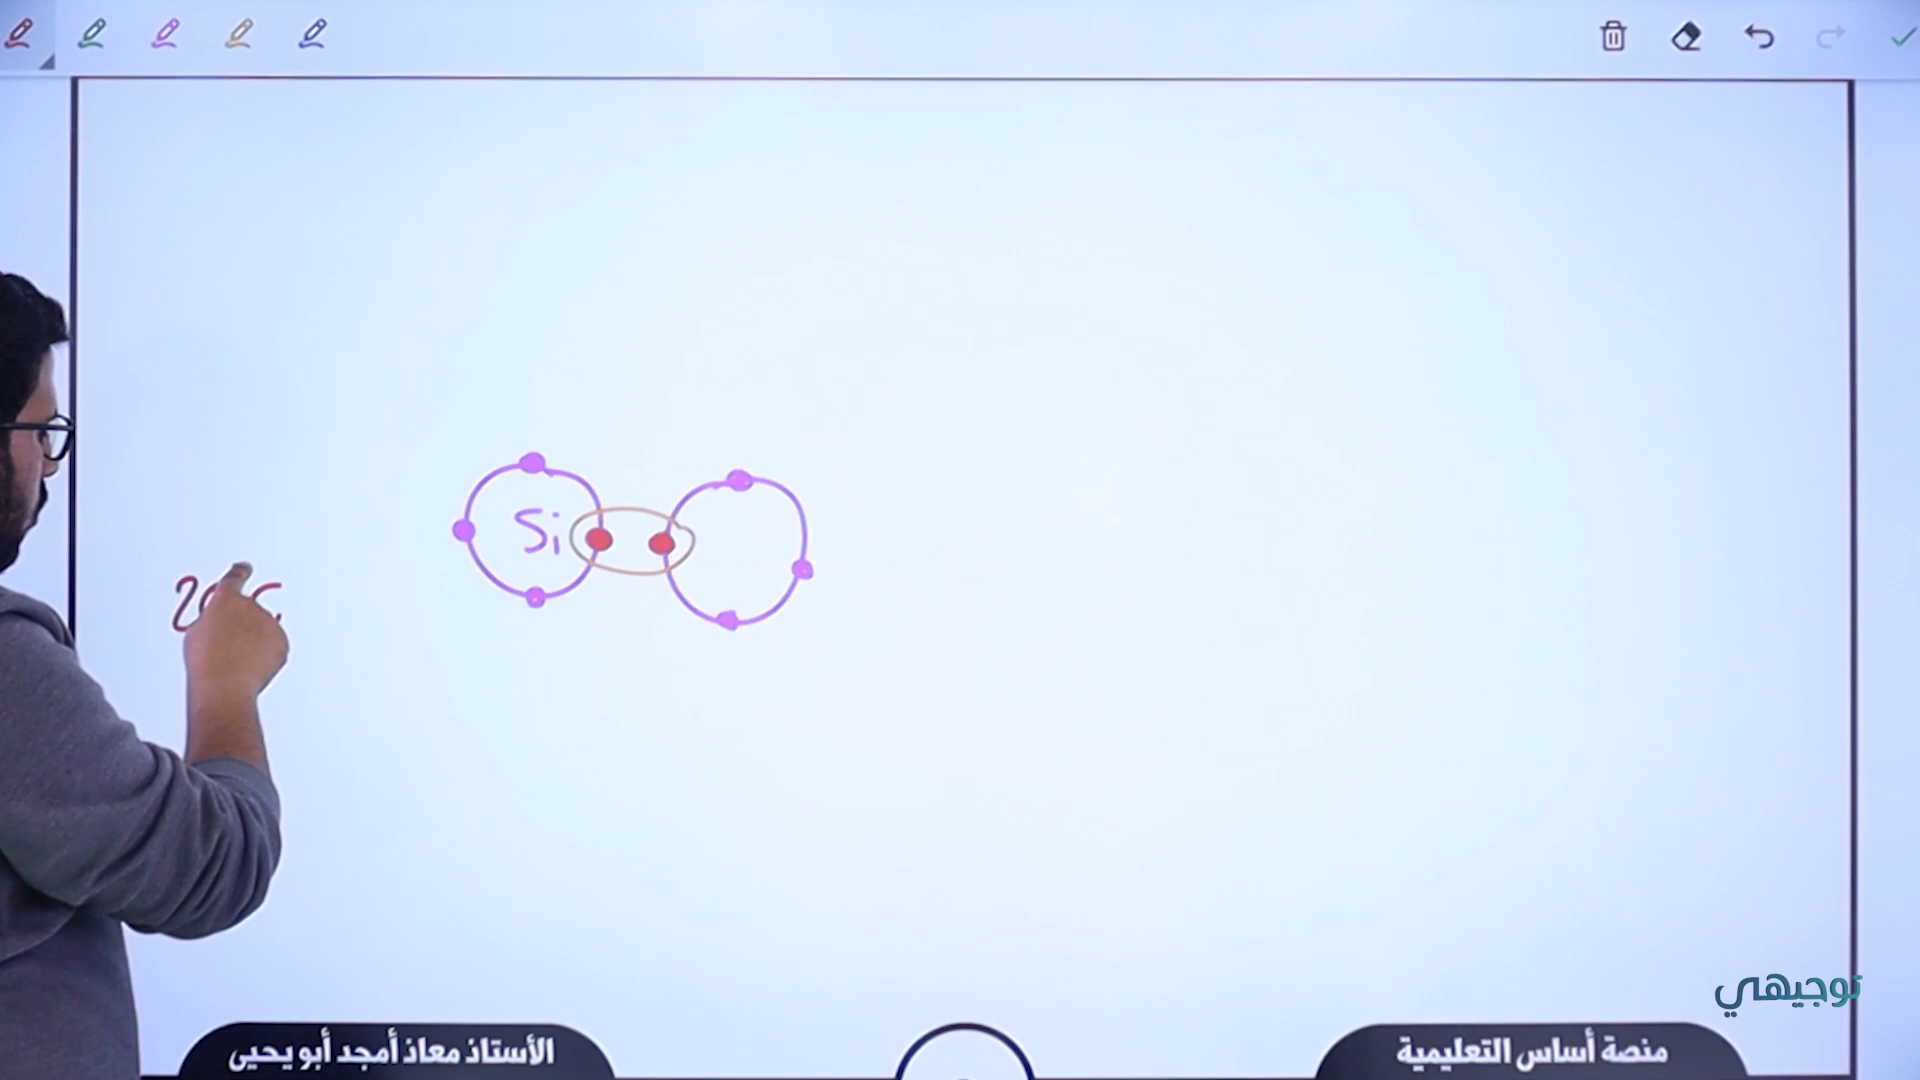 Si
توجيهي
منصة أساس التعليمية
الأستاذ معاذ أمجد أبو يحيى